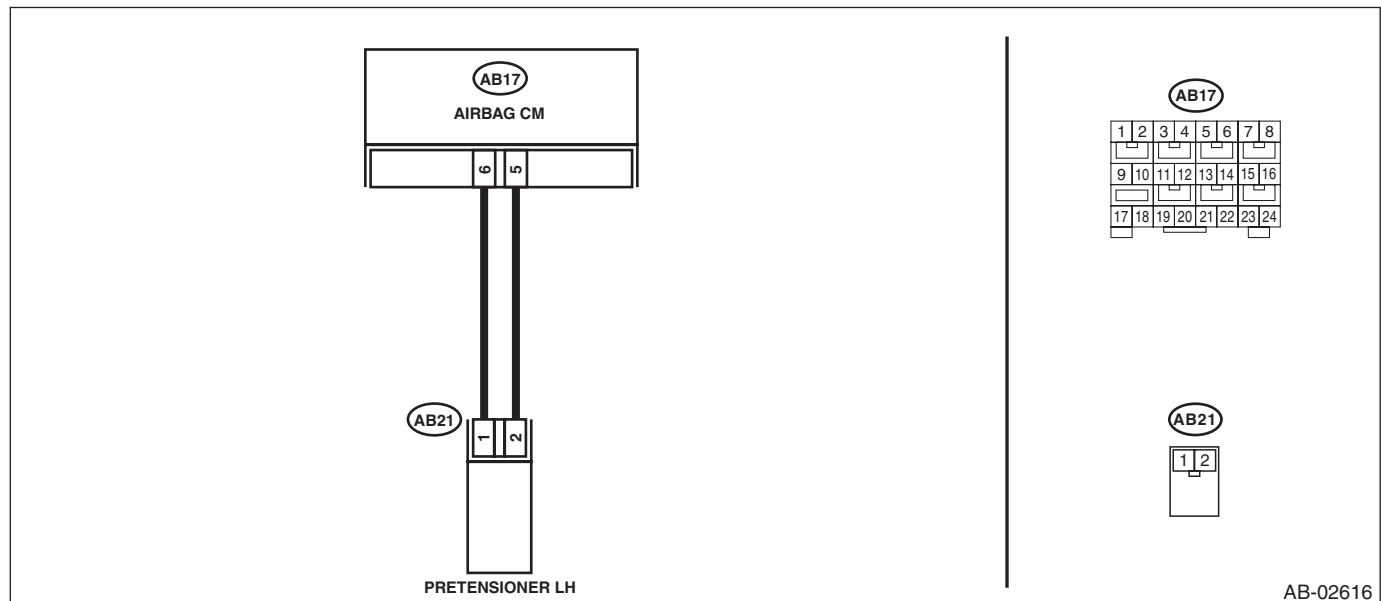 AB17
AIRBAG CM
6 5
AB21
1 2
PRETENSIONER LH
AB17
1 2 3 4 5 6 7 8
9 10 11 12 13 14 15 16
17 18 19 20 21 22 23 24
AB21
1 2
AB-02616